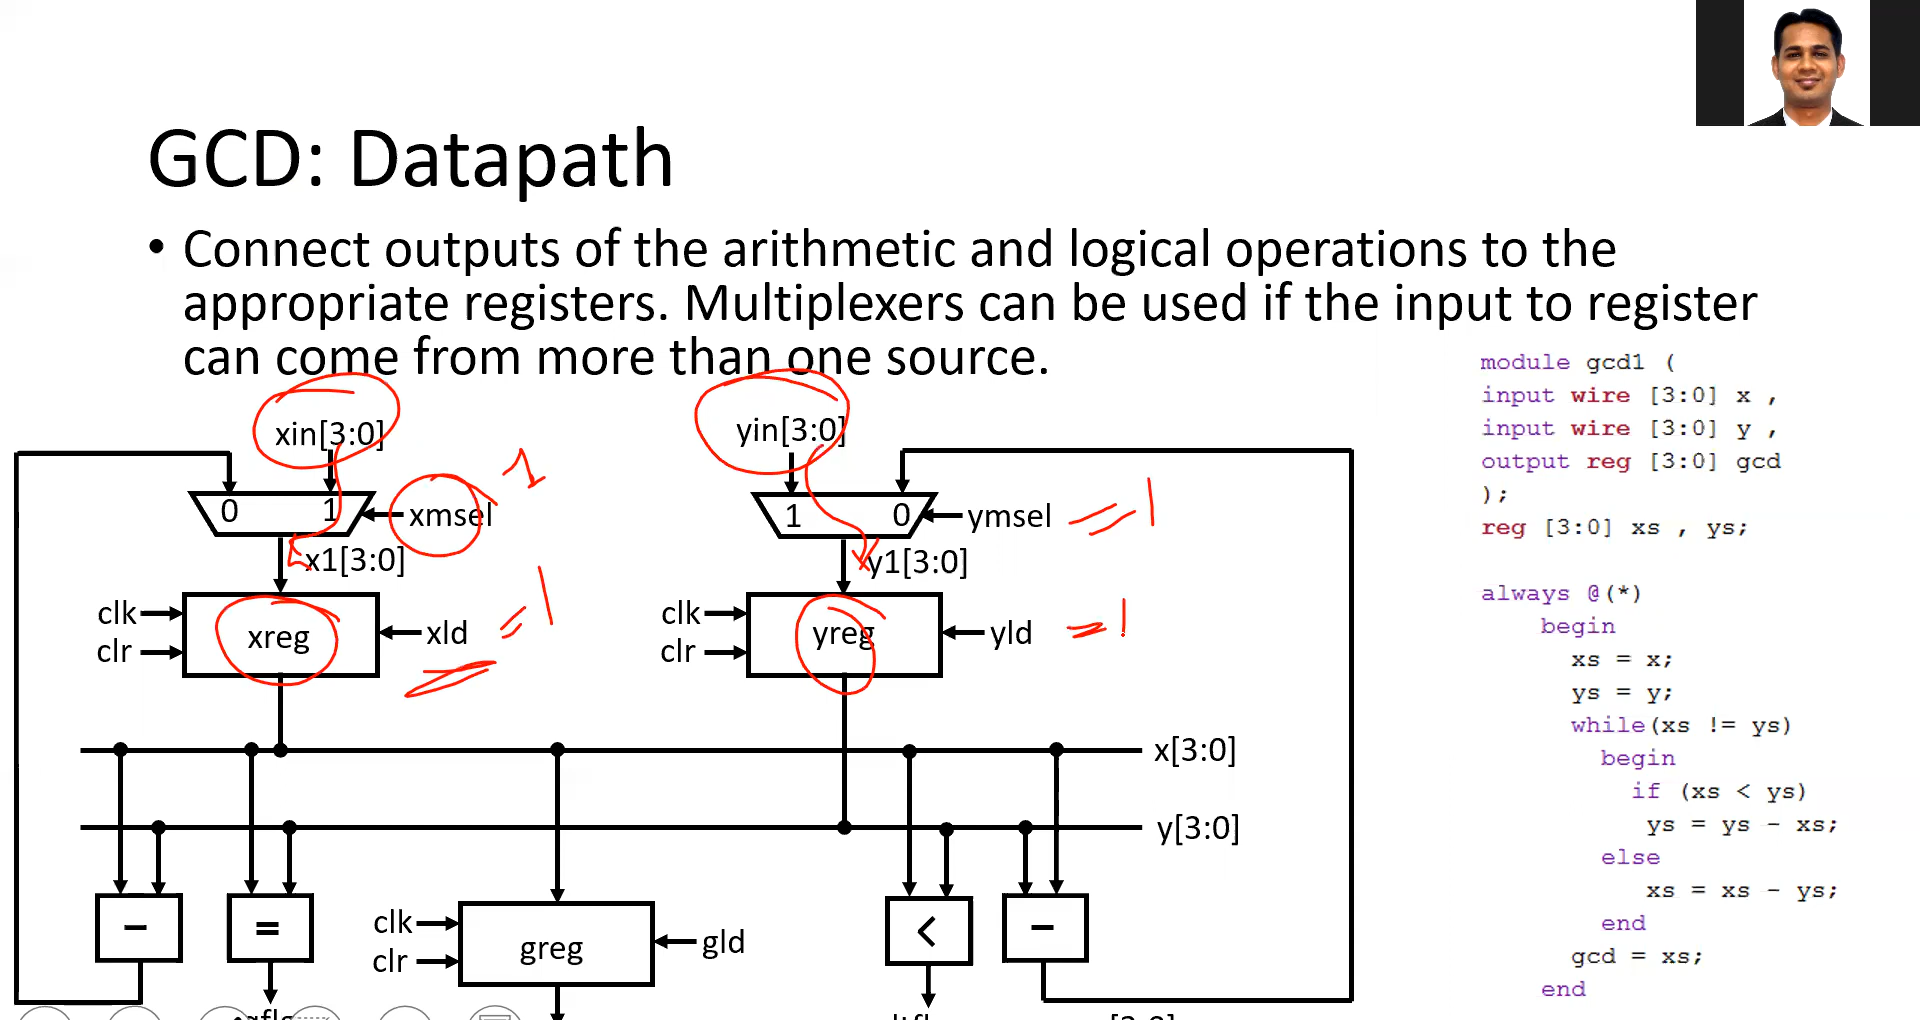 GCD: Datapath
• Connect outputs of the arithmetic and logical operations to the
appropriate registers. Multiplexers can be used if the input to register
can come from more than one source.
xin[3:0]
yin[3:0]
0 1
xmsel
1
1 0
ymsel = 1
x1[3:0]
y1[3:0]
clk
clr
xreg
xld = 1
clk
clr
yreg
yld = 1
x[3:0]
y[3:0]
-
=
clk
clr
greg
gld
<
-
module gcd1 (
input wire [3:0] x ,
input wire [3:0] y ,
output reg [3:0] gcd
);
reg [3:0] xs , ys;
always @(*)
begin
xs = x;
ys = y;
while(xs != ys)
begin
if (xs < ys)
ys = ys - xs;
else
xs = xs - ys;
end
gcd = xs;
end